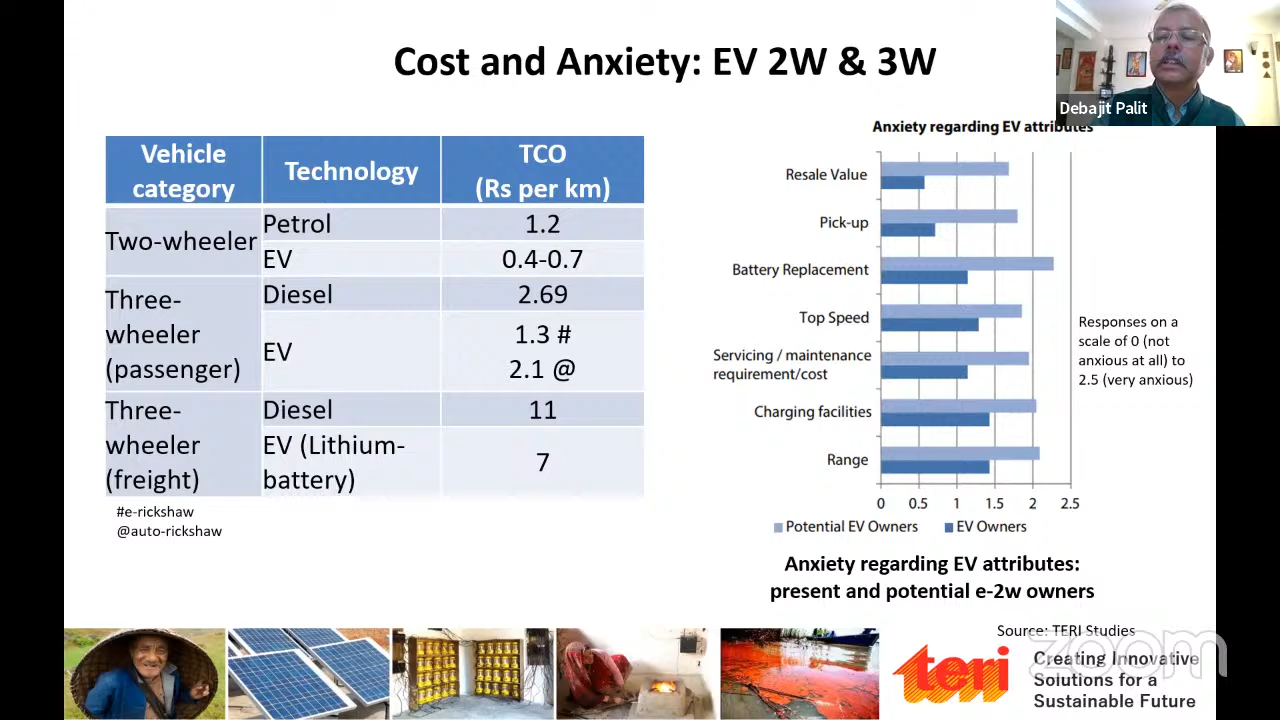 Cost and Anxiety: EV 2W & 3W
Debajit Palit
Vehicle category
Technology
TCO
(Rs per km)
Two-wheeler
Petrol
1.2
EV
0.4-0.7
Three-
wheeler
(passenger)
Diesel
2.69
EV
1.3 #
2.1 @
Three-
wheeler
(freight)
Diesel
11
EV (Lithium-
battery)
7
#e-rickshaw
@auto-rickshaw
Anxiety regarding EV attributes
Resale Value
Pick-up
Battery Replacement
Top Speed
Servicing / maintenance
requirement/cost
Charging facilities
Range
0 0.5 1 1.5 2 2.5
Potential EV Owners EV Owners
Responses on a
scale of 0 (not
anxious at all) to
2.5 (very anxious)
Anxiety regarding EV attributes:
present and potential e-2w owners
Source: TERI Studies
zoom
teri
Creating Innovative
Solutions for a
Sustainable Future